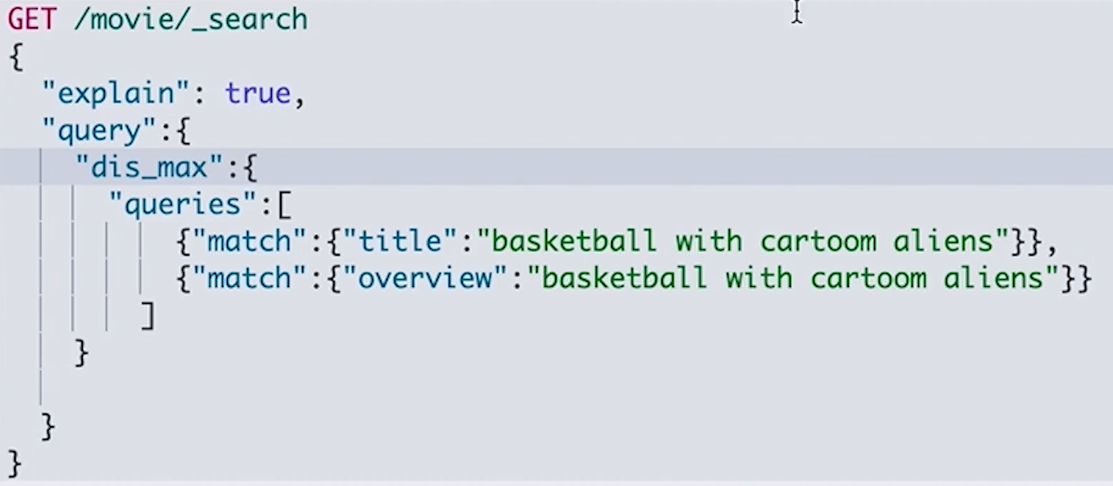 GET /movie/_search
{
"explain": true,
"query":{
"dis_max":{
"queries":[
{"match":{"title":"basketball with cartoom aliens"}},
{"match":{"overview":"basketball with cartoom aliens"}}
]
}
}
}